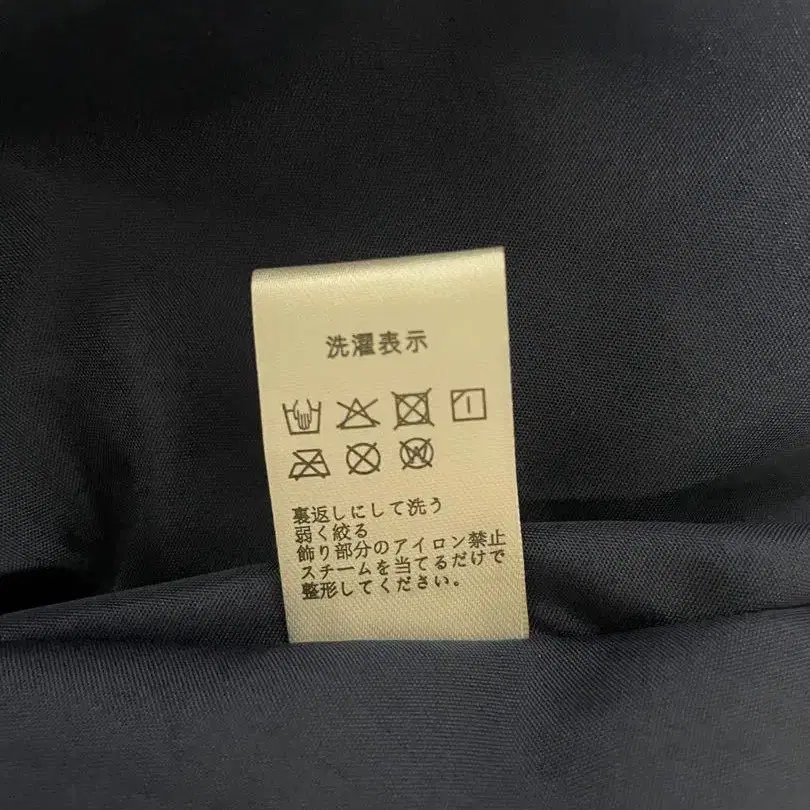 洗濯表示
裏返しにして洗う
弱く絞る
飾り部分のアイロン禁止
スチームを当てるだけで
整形してください。